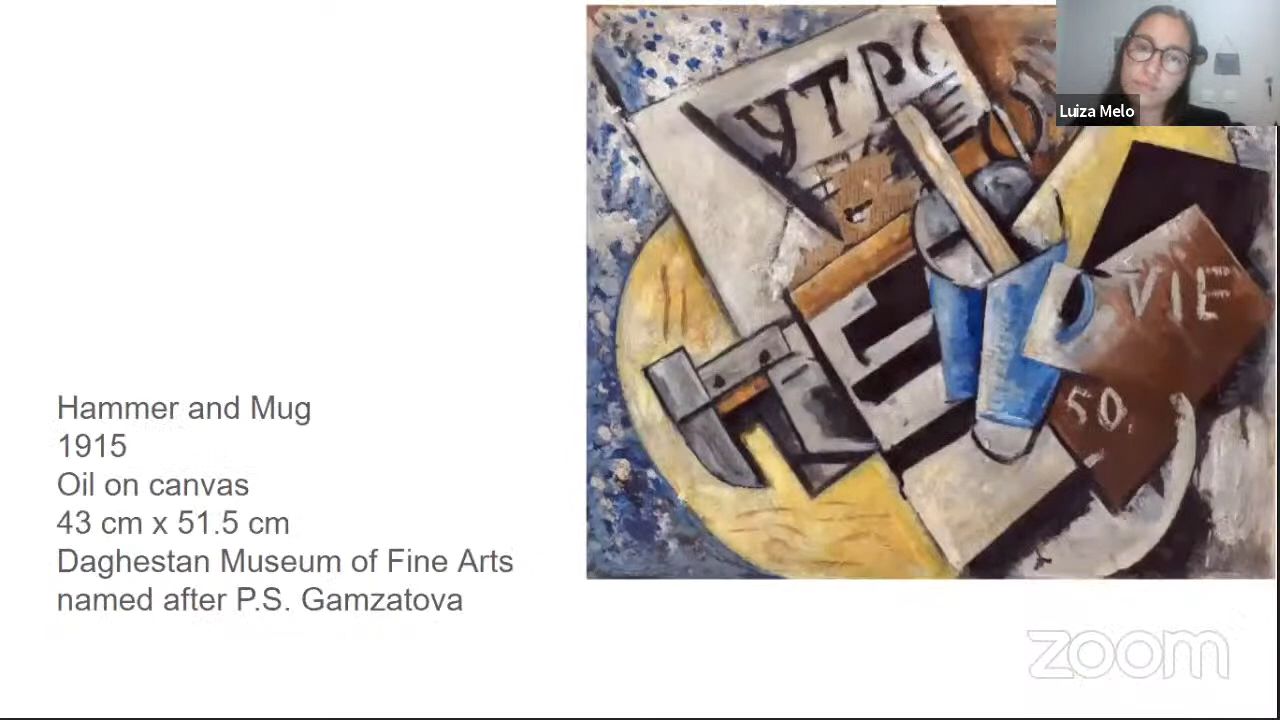 Hammer and Mug
1915
Oil on canvas
43 cm x 51.5 cm
Daghestan Museum of Fine Arts
named after P.S. Gamzatova
УТРО
VIE
50.
Luiza Melo
zoom